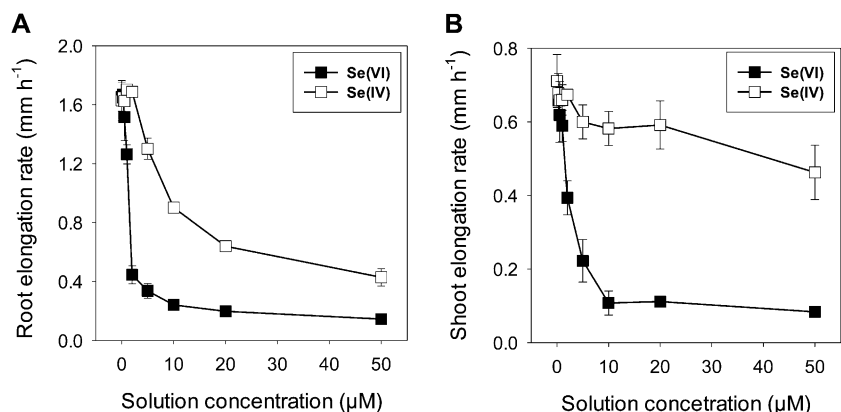 A
Root elongation rate (mm h-1)
2.0
1.6
1.2
0.8
0.4
0.0
0
10
20
30
40
50
Solution concentration (µM)
Se(VI)
Se(IV)
B
Shoot elongation rate (mm h-1)
0.8
0.6
0.4
0.2
0.0
0
10
20
30
40
50
Solution concetration (µM)
Se(VI)
Se(IV)